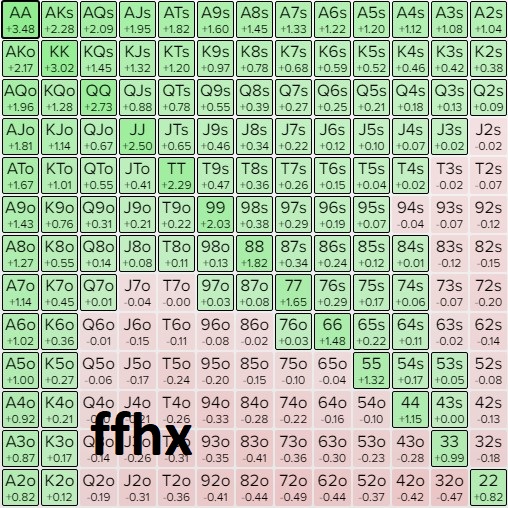 AA AKs AQs AJs ATs A9s A8s A7s A6s A5s A4s A3s A2s
+3.48 +2.28 +2.09 +1.95 +1.82 +1.60 +1.45 +1.33 +1.22 +1.20 +1.12 +1.08 +1.04
AKo KK KQs KJs KTs K9s K8s K7s K6s K5s K4s K3s K2s
+2.17 +3.02 +1.45 +1.32 +1.20 +0.97 +0.78 +0.68 +0.59 +0.52 +0.46 +0.42 +0.38
AQo KQo QQ QJs QTs Q9s Q8s Q7s Q6s Q5s Q4s Q3s Q2s
+1.96 +1.28 +2.73 +0.88 +0.78 +0.55 +0.39 +0.27 +0.25 +0.21 +0.18 +0.13 +0.09
AJo KJo QJo JJ JTs J9s J8s J7s J6s J5s J4s J3s J2s
+1.81 +1.14 +0.67 +2.50 +0.65 +0.46 +0.34 +0.22 +0.12 +0.10 +0.07 +0.02 -0.02
ATo KTo QTo JTo TT T9s T8s T7s T6s T5s T4s T3s T2s
+1.67 +1.01 +0.55 +0.41 +2.29 +0.47 +0.36 +0.26 +0.15 +0.04 +0.02 -0.02 -0.07
A9o K9o Q9o J9o T9o 99 98s 97s 96s 95s 94s 93s 92s
+1.43 +0.76 +0.31 +0.21 +0.22 +2.03 +0.38 +0.29 +0.19 +0.07 -0.04 -0.07 -0.12
A8o K8o Q8o J8o T8o 98o 88 87s 86s 85s 84s 83s 82s
+1.27 +0.55 +0.14 +0.08 +0.11 +0.13 +1.82 +0.34 +0.24 +0.12 +0.01 -0.12 -0.15
A7o K7o Q7o J7o T7o 97o 87o 77 76s 75s 74s 73s 72s
+1.14 +0.45 +0.01 -0.04 -0.00 +0.03 +0.08 +1.65 +0.29 +0.17 +0.06 -0.07 -0.20
A6o K6o Q6o J6o T6o 96o 86o 76o 66 65s 64s 63s 62s
+1.02 +0.36 -0.01 -0.15 -0.11 -0.08 -0.02 +0.03 +1.48 +0.22 +0.11 -0.02 -0.14
A5o K5o Q5o J5o T5o 95o 85o 75o 65o 55 54s 53s 52s
+1.00 +0.27 -0.06 -0.17 -0.24 -0.20 -0.15 -0.10 -0.04 +1.32 +0.17 +0.05 -0.08
A4o K4o Q4o J4o T4o 94o 84o 74o 64o 54o 44 43s 42s
+0.92 +0.21 -0.26 -0.33 -0.28 -0.22 -0.16 -0.10 +1.15 +0.00 -0.13
ffhx
A3o K3o 93o 83o 73o 63o 53o 43o 33 32s
+0.87 +0.17 -0.14 -0.26 -0.31 -0.41 -0.36 -0.30 -0.23 -0.28 +0.99 -0.18
A2o K2o Q2o J2o T2o 92o 82o 72o 62o 52o 42o 32o 22
+0.82 +0.12 -0.19 -0.31 -0.36 -0.41 -0.44 -0.49 -0.44 -0.37 -0.42 -0.47 +0.82